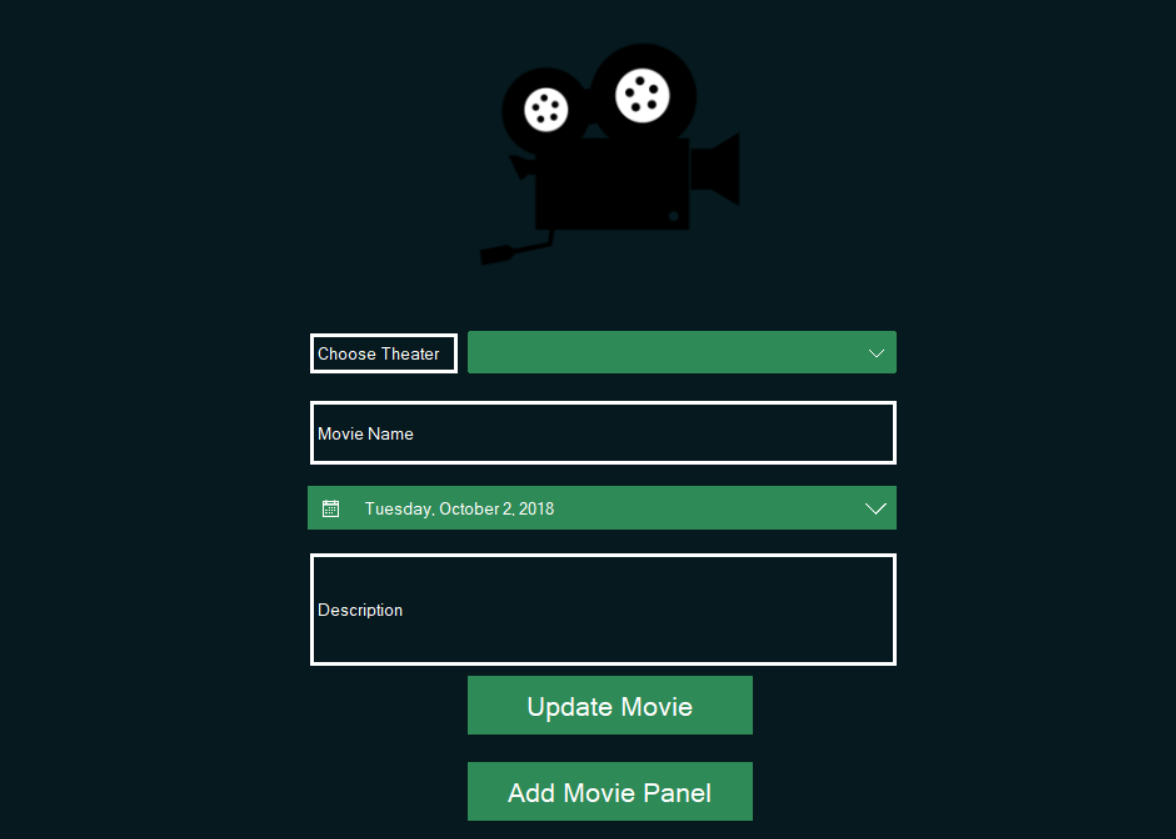 Choose Theater
Movie Name
Tuesday, October 2, 2018
Description
Update Movie
Add Movie Panel